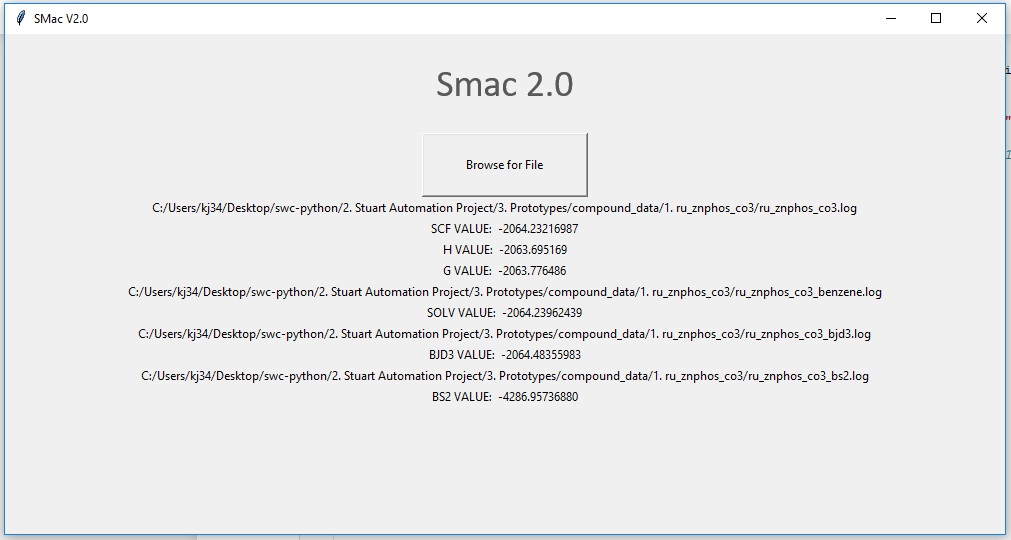 SMac V2.0
Smac 2.0
Browse for File
C:/Users/kj34/Desktop/swc-python/2. Stuart Automation Project/3. Prototypes/compound_data/1. ru_znphos_co3/ru_znphos_co3.log
SCF VALUE:  -2064.23216987
H VALUE:  -2063.695169
G VALUE:  -2063.776486
C:/Users/kj34/Desktop/swc-python/2. Stuart Automation Project/3. Prototypes/compound_data/1. ru_znphos_co3/ru_znphos_co3_benzene.log
SOLV VALUE:  -2064.23962439
C:/Users/kj34/Desktop/swc-python/2. Stuart Automation Project/3. Prototypes/compound_data/1. ru_znphos_co3/ru_znphos_co3_bjd3.log
BJD3 VALUE:  -2064.48355983
C:/Users/kj34/Desktop/swc-python/2. Stuart Automation Project/3. Prototypes/compound_data/1. ru_znphos_co3/ru_znphos_co3_bs2.log
BS2 VALUE:  -4286.95736880